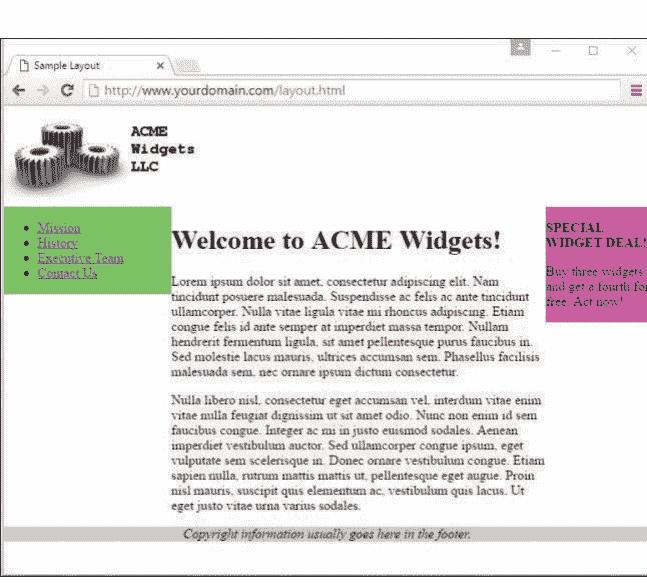 Sample Layout
http://www.yourdomain.com/layout.html
ACME
Widgets
LLC
Mission
History
Executive Team
Contact Us
Welcome to ACME Widgets!
Lorem ipsum dolor sit amet, consectetur adipiscing elit. Nam
tincidunt posuere malesuada. Suspendisse ac felis ac ante tincidunt
ullamcorper. Nulla vitae ligula vitae mi rhoncus adipiscing. Etiam
congue felis id ante semper at imperdiet massa tempor. Nullam
hendrerit fermentum ligula, sit amet pellentesque purus faucibus in.
Sed molestie lacus mauris, ultrices accumsan sem. Phasellus facilisis
malesuada sem, nec ornare ipsum dictum consectetur.
Nulla libero nisl, consectetur eget accumsan vel, interdum vitae enim
vitae nulla feugiat dignissim ut sit amet odio. Nunc non enim id sem
faucibus congue. Integer ac mi in justo euismod sodales. Aenean
imperdiet vestibulum auctor. Sed ullamcorper congue ipsum, eget
vulputate sem scelerisque in. Donec ornare vestibulum congue. Etiam
sapien nulla, rutrum mattis mattis ut, pellentesque eget augue. Proin
nisl mauris, suscipit quis elementum ac, vestibulum quis lacus. Ut
eget justo vitae urna varius sodales.
SPECIAL
WIDGET DEAL!
Buy three widgets
and get a fourth for
free. Act now!
Copyright information usually goes here in the footer.